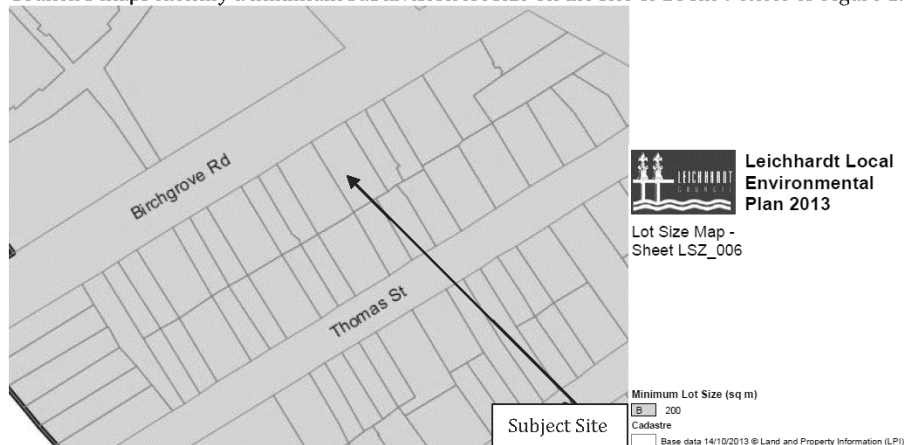 Birchgrove Rd
Thomas St
Subject Site
LEICHHARDT
COUNCIL
Leichhardt Local
Environmental
Plan 2013
Lot Size Map -
Sheet LSZ_006
Minimum Lot Size (sq m)
B 200
Cadastre
Base data 14/10/2013 © Land and Property Information (LPI)